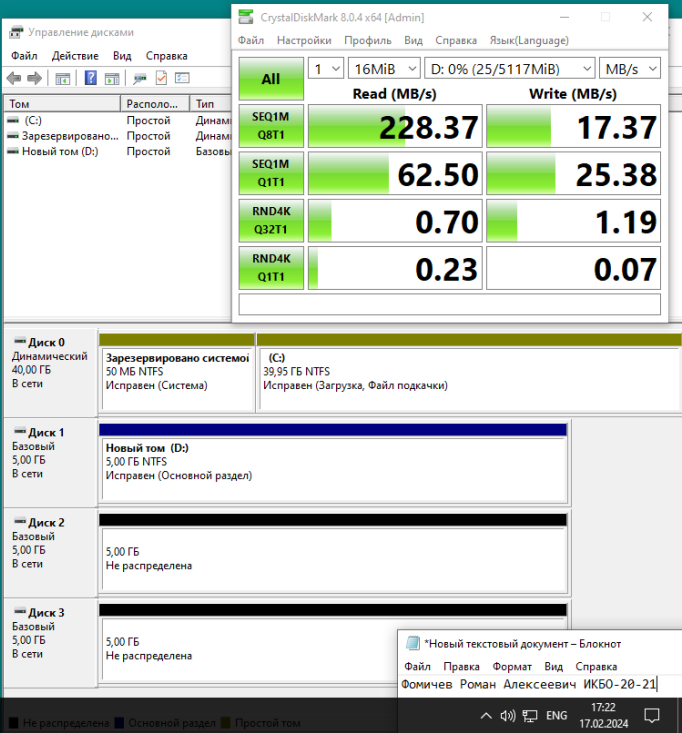 Управление дисками
Файл Действие Вид Справка
Том Располо... Тип
(C:) Простой Динам
Зарезервировано... Простой Динам
Новый том (D:) Простой Базовы
CrystalDiskMark 8.0.4 x64 [Admin]
Файл Настройки Профиль Вид Справка Язык(Language)
All 1 16MiB D: 0% (25/5117MiB) MB/s
Read (MB/s) Write (MB/s)
SEQ1M
Q8T1 228.37 17.37
SEQ1M
Q1T1 62.50 25.38
RND4K
Q32T1 0.70 1.19
RND4K
Q1T1 0.23 0.07
Диск 0
Динамический
40,00 ГБ
В сети
Зарезервировано системой
50 МБ NTFS
Исправен (Система)
(C:)
39,95 ГБ NTFS
Исправен (Загрузка, Файл подкачки)
Диск 1
Базовый
5,00 ГБ
В сети
Новый том (D:)
5,00 ГБ NTFS
Исправен (Основной раздел)
Диск 2
Базовый
5,00 ГБ
В сети
5,00 ГБ
Не распределена
Диск 3
Базовый
5,00 ГБ
В сети
5,00 ГБ
Не распределена
*Новый текстовый документ – Блокнот
Файл Правка Формат Вид Справка
Фомичев Роман Алексеевич ИКБО-20-21
Не распределена Основной раздел Простой том
ENG 17:22
17.02.2024